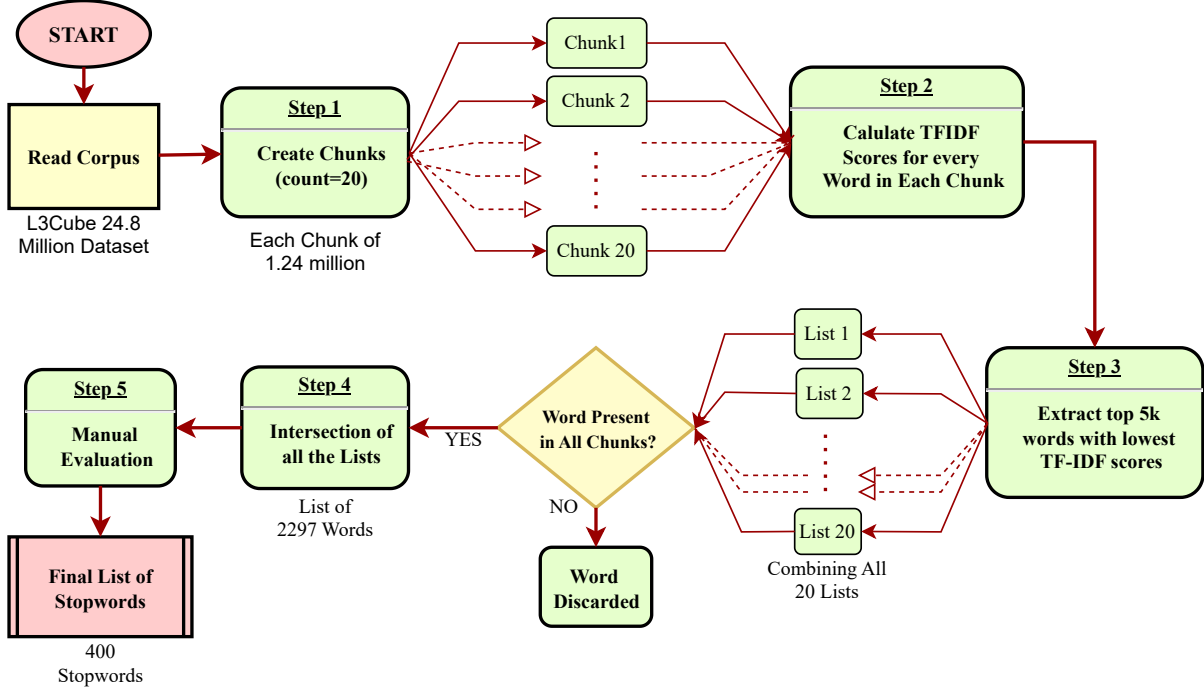 START
Read Corpus
L3Cube 24.8
Million Dataset
Step 1
Create Chunks
(count=20)
Each Chunk of
1.24 million
Chunk1
Chunk 2
Chunk 20
Step 2
Calulate TFIDF
Scores for every
Word in Each Chunk
Step 3
Extract top 5k
words with lowest
TF-IDF scores
List 1
List 2
List 20
Combining All
20 Lists
Word Present
in All Chunks?
YES
NO
Word
Discarded
Step 4
Intersection of
all the Lists
List of
2297 Words
Step 5
Manual
Evaluation
Final List of
Stopwords
400
Stopwords